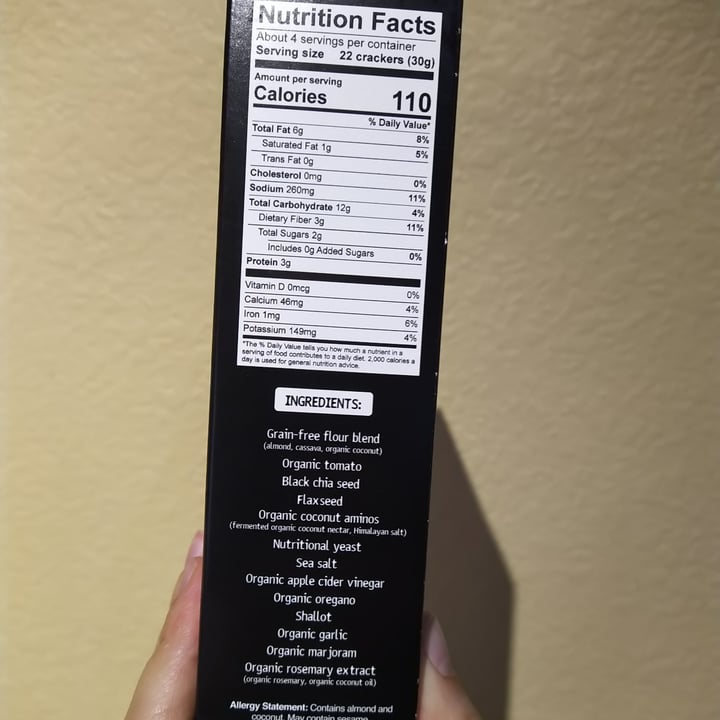 Nutrition Facts
About 4 servings per container
Serving size 22 crackers (30g)
Amount per serving
Calories 110
% Daily Value*
Total Fat 6g 8%
Saturated Fat 1g 5%
Trans Fat 0g
Cholesterol 0mg 0%
Sodium 260mg 11%
Total Carbohydrate 12g 4%
Dietary Fiber 3g 11%
Total Sugars 2g
Includes 0g Added Sugars 0%
Protein 3g
Vitamin D 0mcg 0%
Calcium 46mg 4%
Iron 1mg 6%
Potassium 149mg 4%
*The % Daily Value tells you how much a nutrient in a
serving of food contributes to a daily diet. 2,000 calories a
day is used for general nutrition advice.
INGREDIENTS:
Grain-free flour blend
(almond, cassava, organic coconut)
Organic tomato
Black chia seed
Flaxseed
Organic coconut aminos
(fermented organic coconut nectar, Himalayan salt)
Nutritional yeast
Sea salt
Organic apple cider vinegar
Organic oregano
Shallot
Organic garlic
Organic marjoram
Organic rosemary extract
(organic rosemary, organic coconut oil)
Allergy Statement: Contains almond and
coconut. May contain sesame.